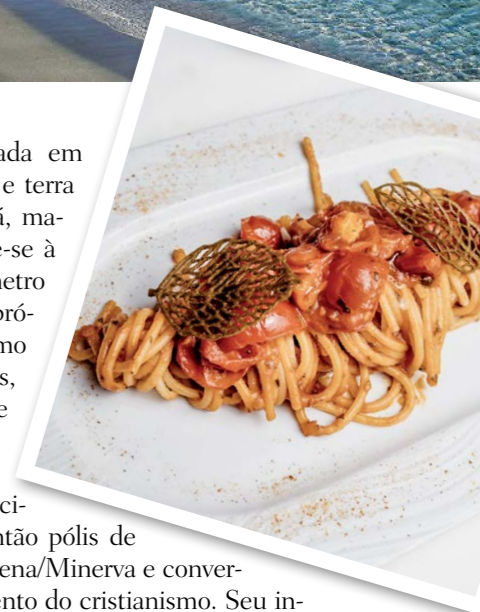 ada em
e terra
á, ma-
e-se à
netro
pró-
mo
s,
e
ci-
ntão pólis de
ena/Minerva e conver-
ento do cristianismo. Seu in-